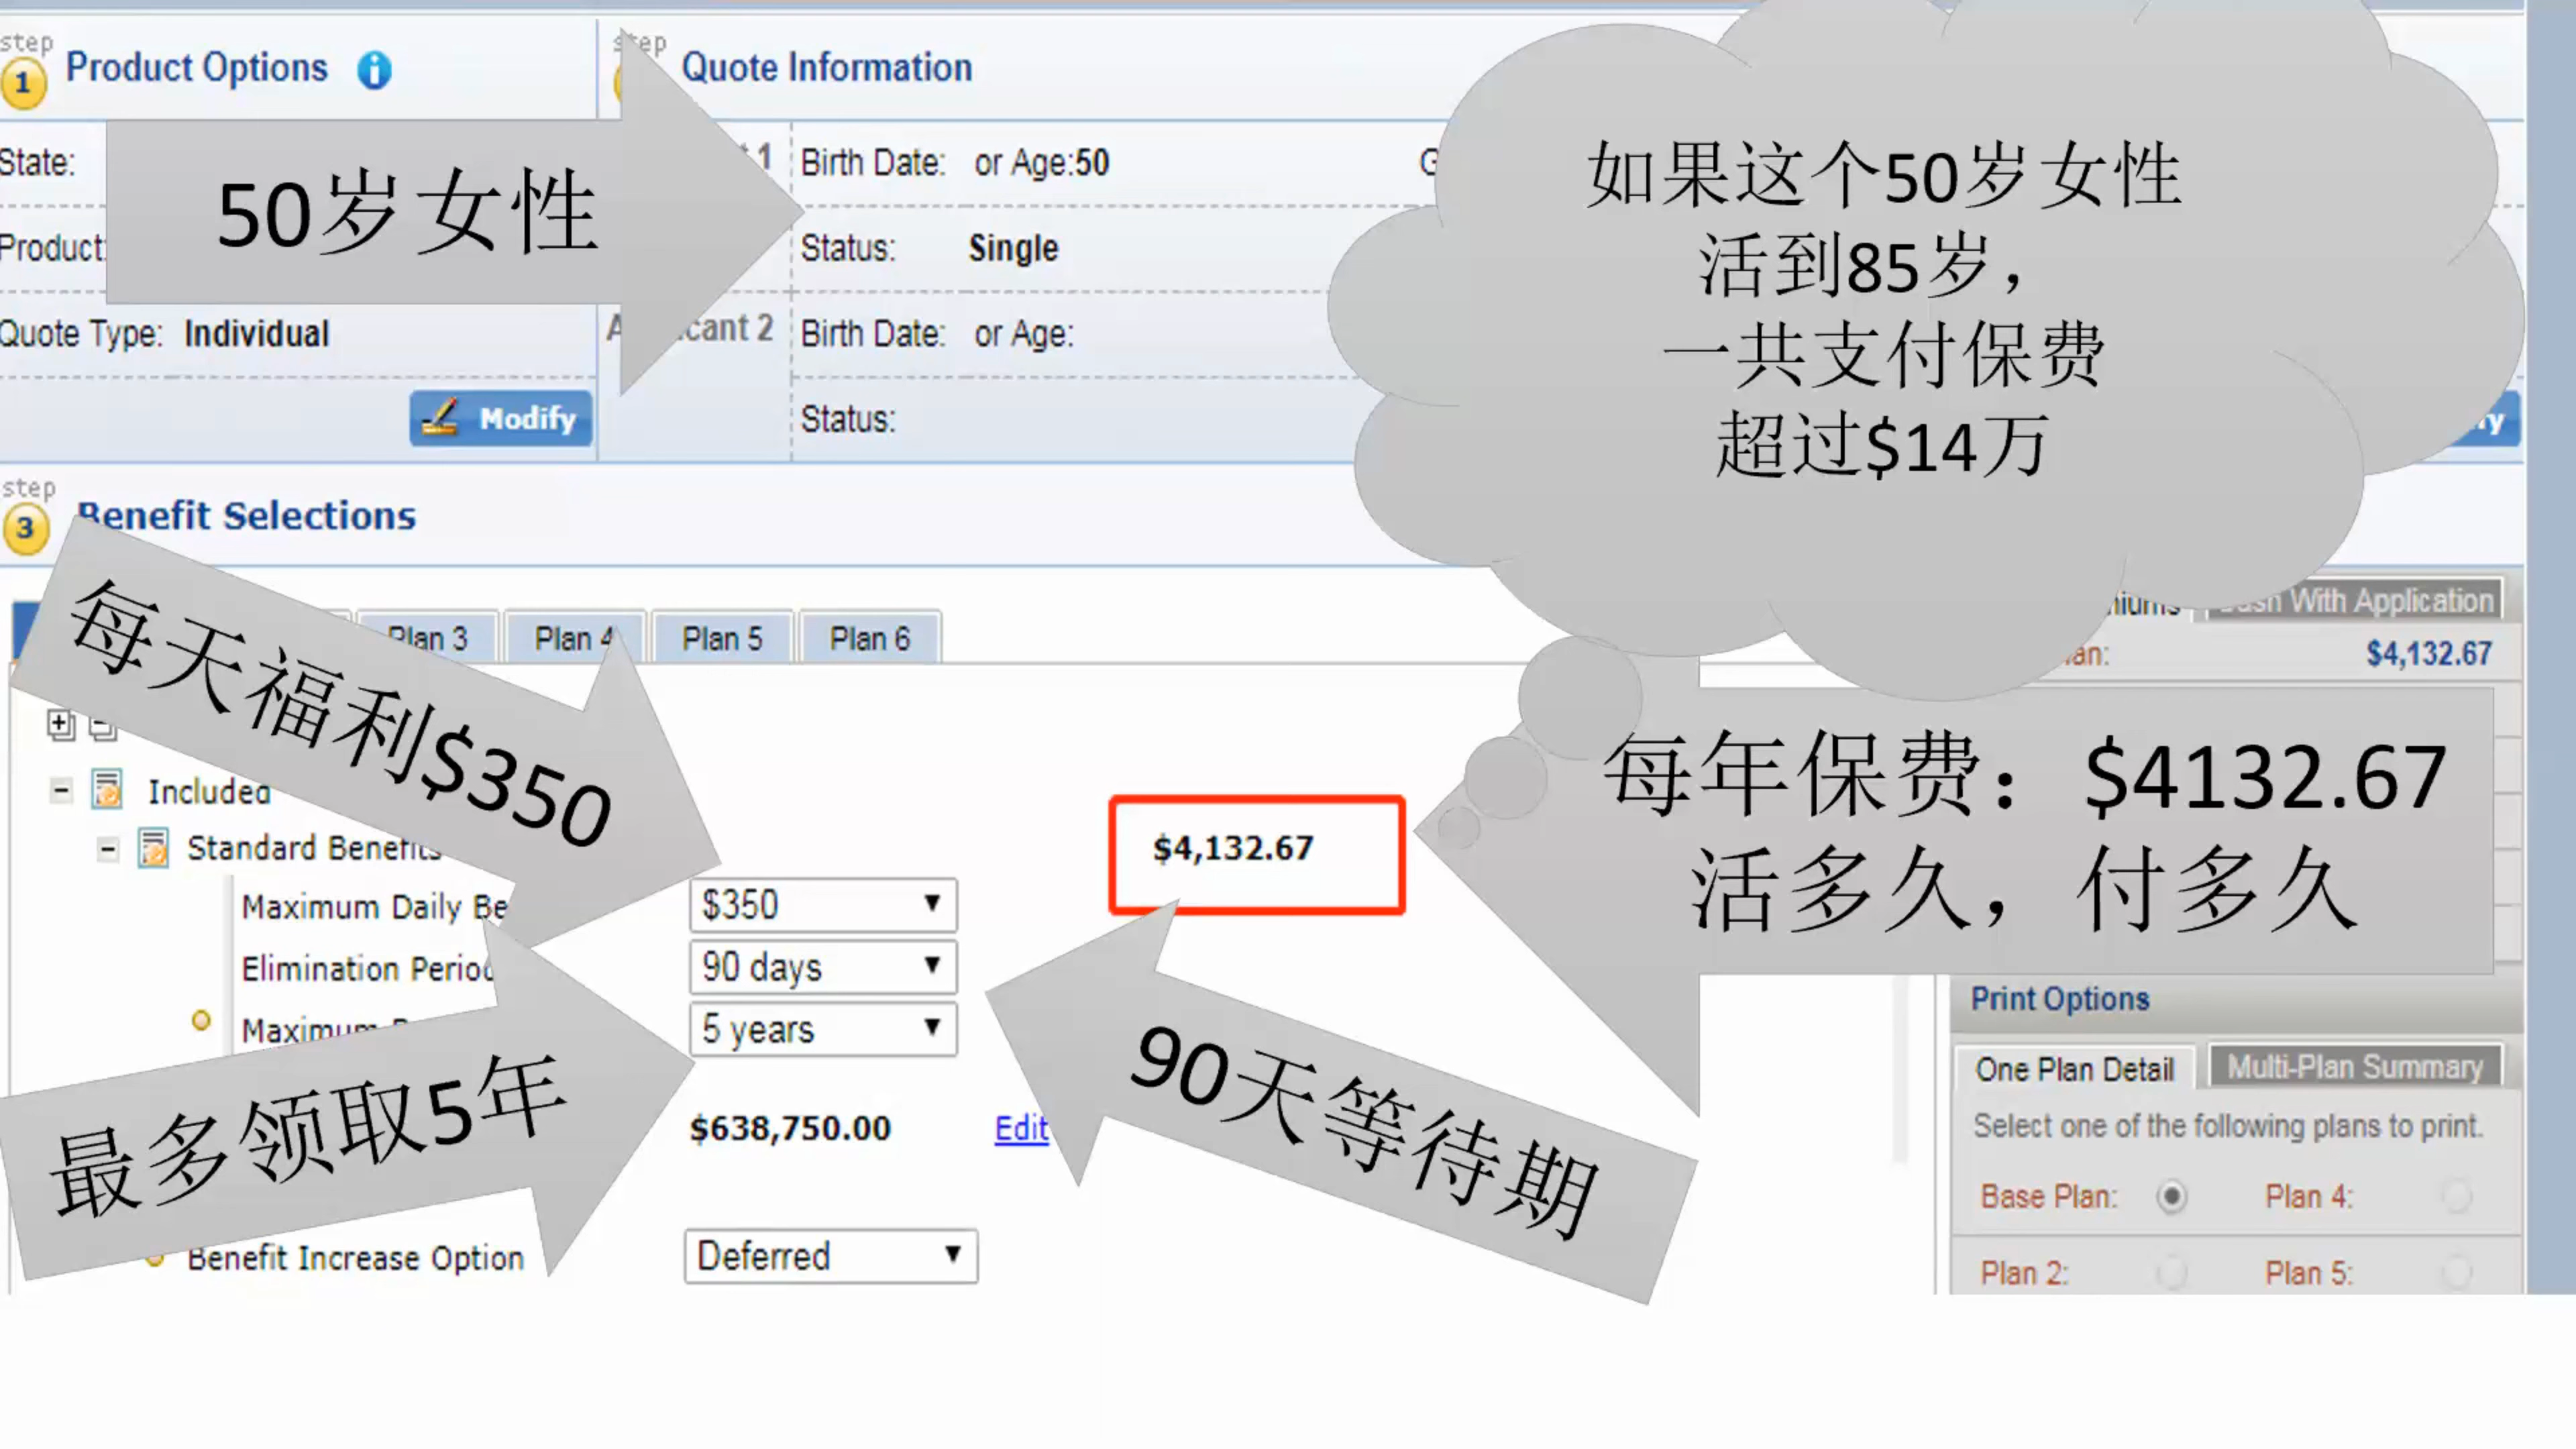 step
1
Product Options
step
Quote Information
State:
50岁女性
1
Birth Date: or Age:50
Product:
Status: Single
Quote Type: Individual
cant 2
Birth Date: or Age:
Modify
Status:
如果这个50岁女性
活到85岁，
一共支付保费
超过$14万
step
3
Benefit Selections
每天福利$350
Plan 3
Plan 4
Plan 5
Plan 6
With Application
$4,132.67
Included
Standard Benefits
$4,132.67
每年保费：$4132.67
活多久，付多久
Maximum Daily
$350
Elimination Period
90 days
Maximum
5 years
最多领取5年
90天等待期
$638,750.00
Edit
Benefit Increase Option
Deferred
Print Options
One Plan Detail
Multi-Plan Summary
Select one of the following plans to print.
Base Plan:
Plan 4:
Plan 2:
Plan 5: